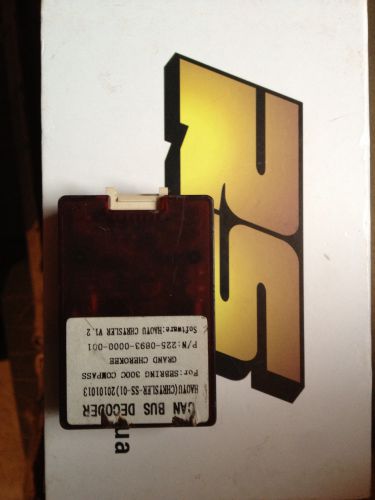 CAN BUS DECODER
HAOYU(CHRYSLER-SS-01)20101013
For:SEBRING 300C COMPASS
GRAND CHEROKEE
P/N:225-0893-0000-001
Software:HAOYU CHRYSLER V1.2
ua